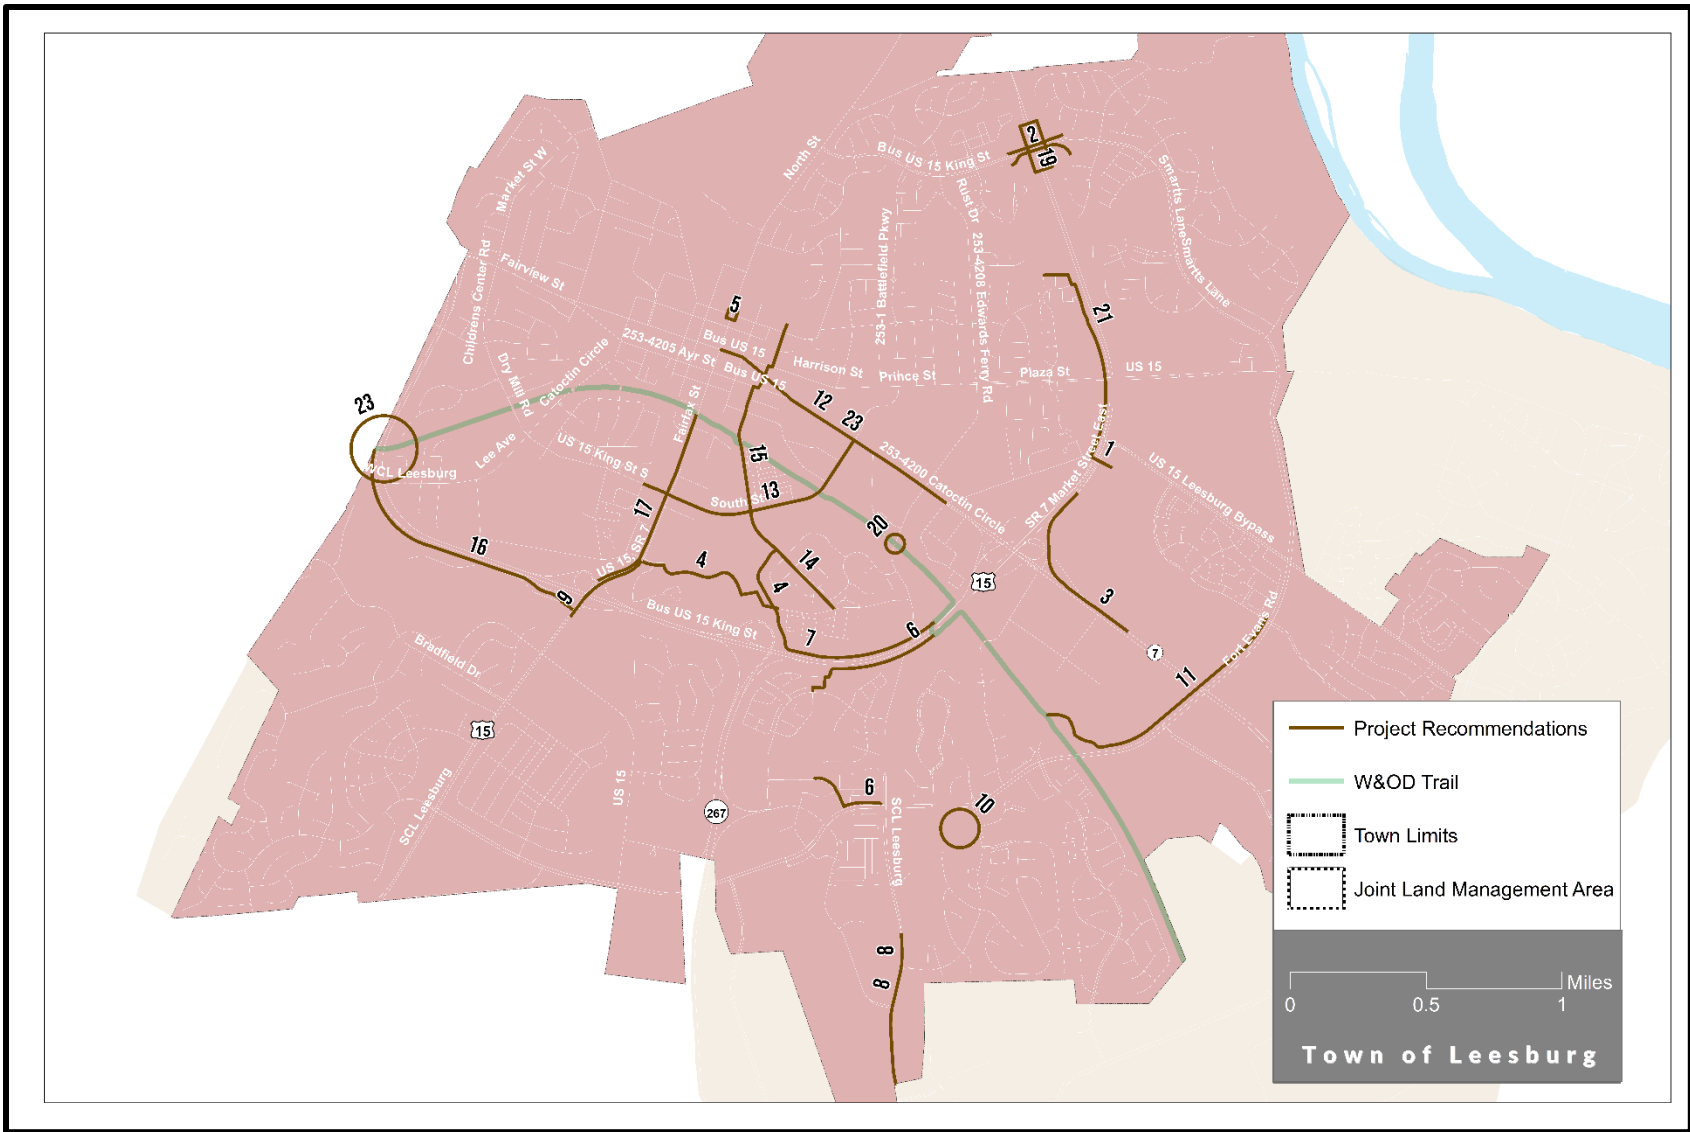 2
19
North St
Bus US 15 King St
Market St W
Smartts Lane
Smartts Lane
Rust Dr
253-1 Battlefield Pkwy
253-4208 Edwards Ferry Rd
Childrens Center Rd
Fairview St
5
21
253-4205 Ayr St
Bus US 15
Bus US 15
Harrison St
Prince St
Plaza St
US 15
Dry Mill Rd
Catoctin Circle
23
Fairfax St
12
23
Lee Ave
US 15 King St S
WCL Leesburg
15
13
South St
253-4200 Catoctin Circle
SR 7 Market Street East
1
US 15 Leesburg Bypass
17
20
16
US 15, SR 7
4
14
4
15
3
9
Bus US 15 King St
7
6
7
Fort Evans Rd
11
Bradfield Dr
15
SCL Leesburg
US 15
267
6
SCL Leesburg
10
8
8
Project Recommendations
W&OD Trail
Town Limits
Joint Land Management Area
Miles
0
0.5
1
Town of Leesburg